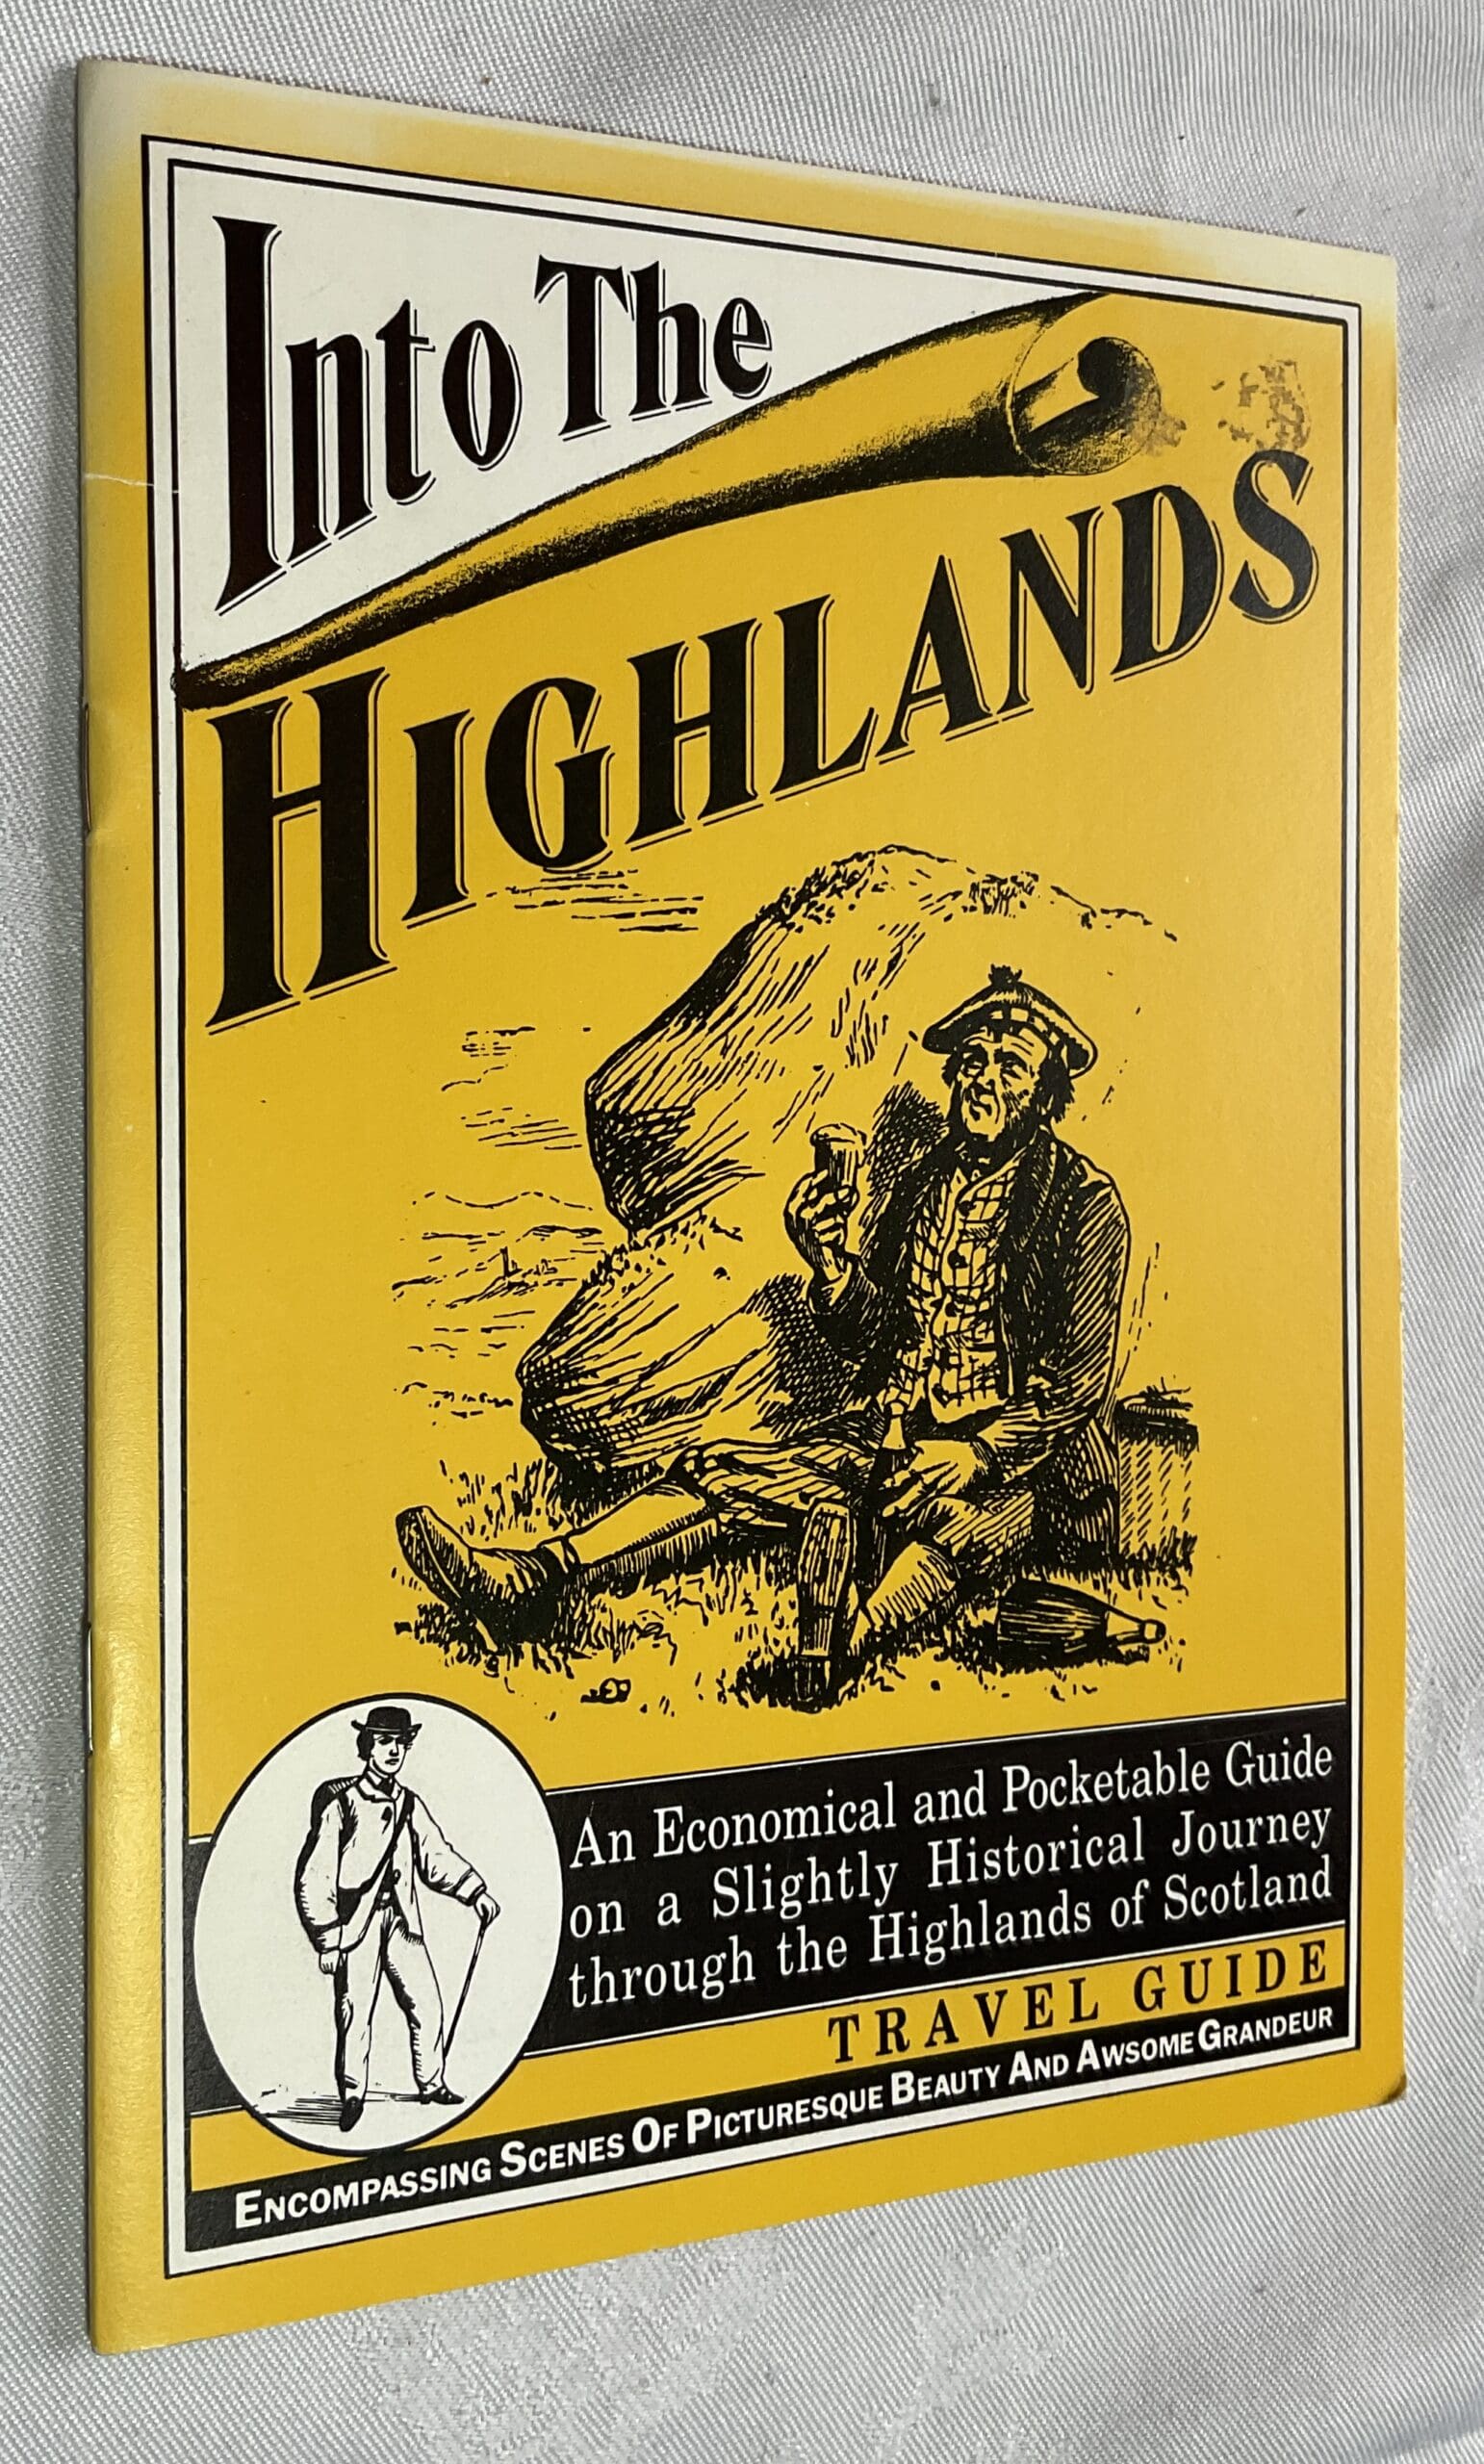 Into The
HIGHLANDS
An Economical and Pocketable Guide
on a Slightly Historical Journey
through the Highlands of Scotland
TRAVEL GUIDE
ENCOMPASSING SCENES OF PICTURESQUE BEAUTY AND AWSOME GRANDEUR